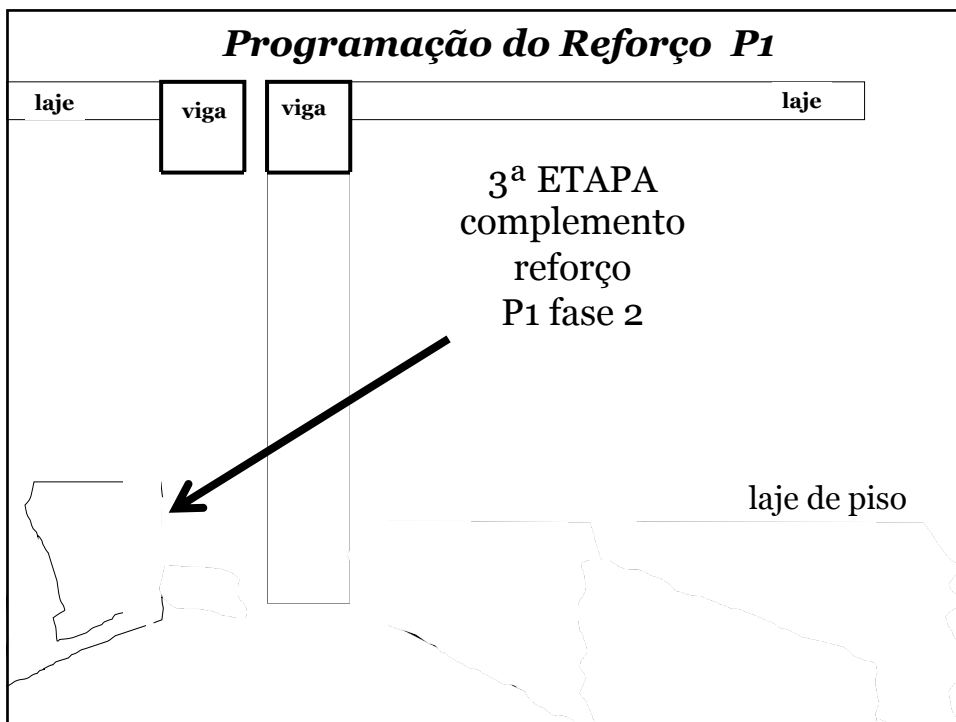 Programação do Reforço P1
laje
viga
viga
laje
3ª ETAPA
complemento
reforço
P1 fase 2
laje de piso